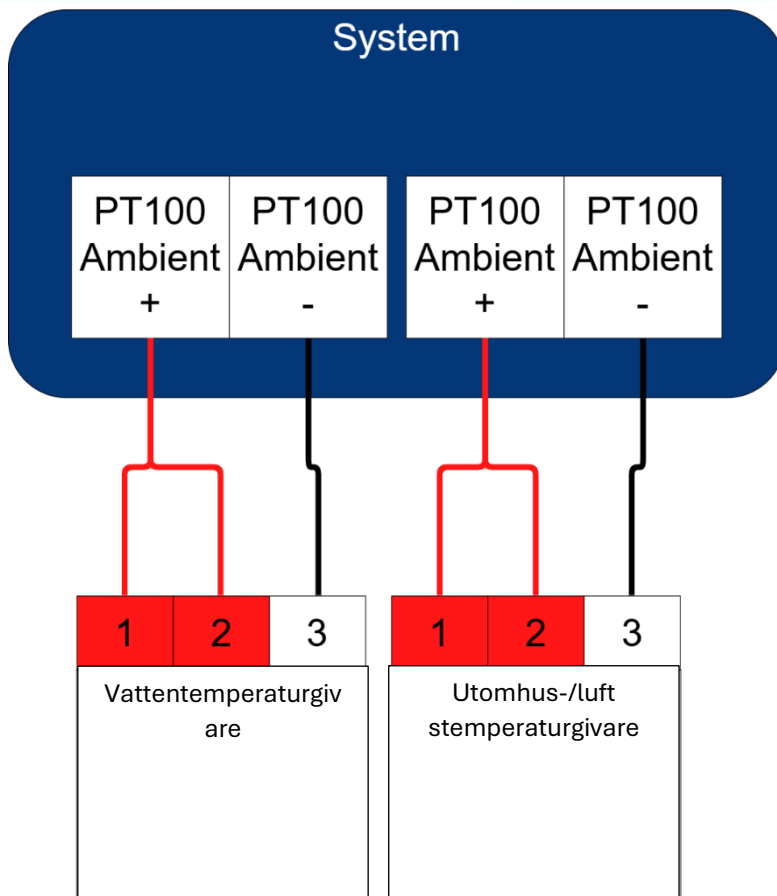 System
PT100 Ambient +
PT100 Ambient -
PT100 Ambient +
PT100 Ambient -
1 2 3
1 2 3
Vattentemperaturgiv
are
Utomhus-/luft
stemperaturgivare